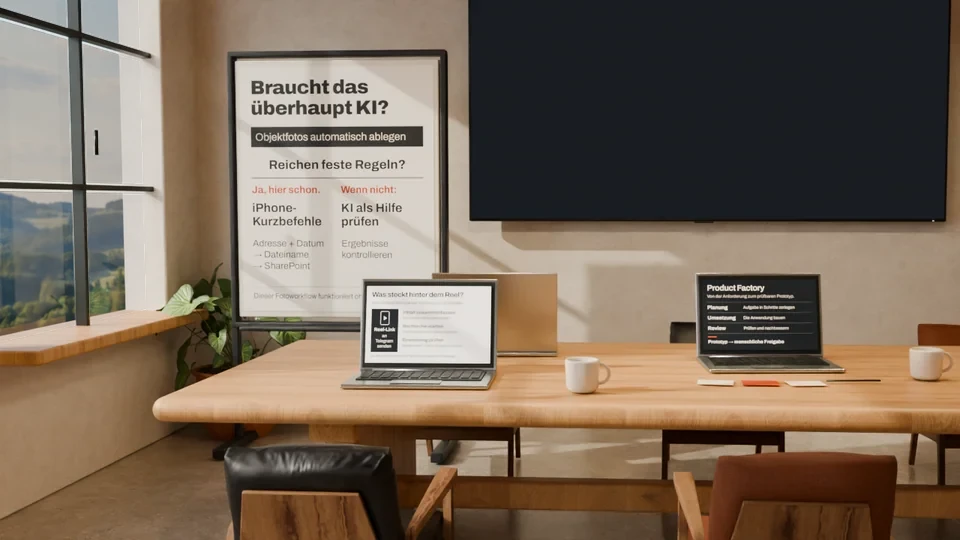 Braucht das
überhaupt KI?
Objektfotos automatisch ablegen
Reichen feste Regeln?
Ja, hier schon.
iPhone-
Kurzbefehle
Adresse + Datum
→ Dateiname
→ SharePoint
Wenn nicht:
KI als Hilfe
prüfen
Ergebnisse
kontrollieren
Fotoworkflow funktioniert
Was steckt hinter dem Reel?
Reel-Link
an
Telegram
senden
Product Factory
Von der Anforderung zum prüfbaren Prototyp.
Planung Aufgabe in Schritte zerlegen
Umsetzung Die Anwendung bauen
Review Prüfen und nachbessern
Prototyp → menschliche Freigabe